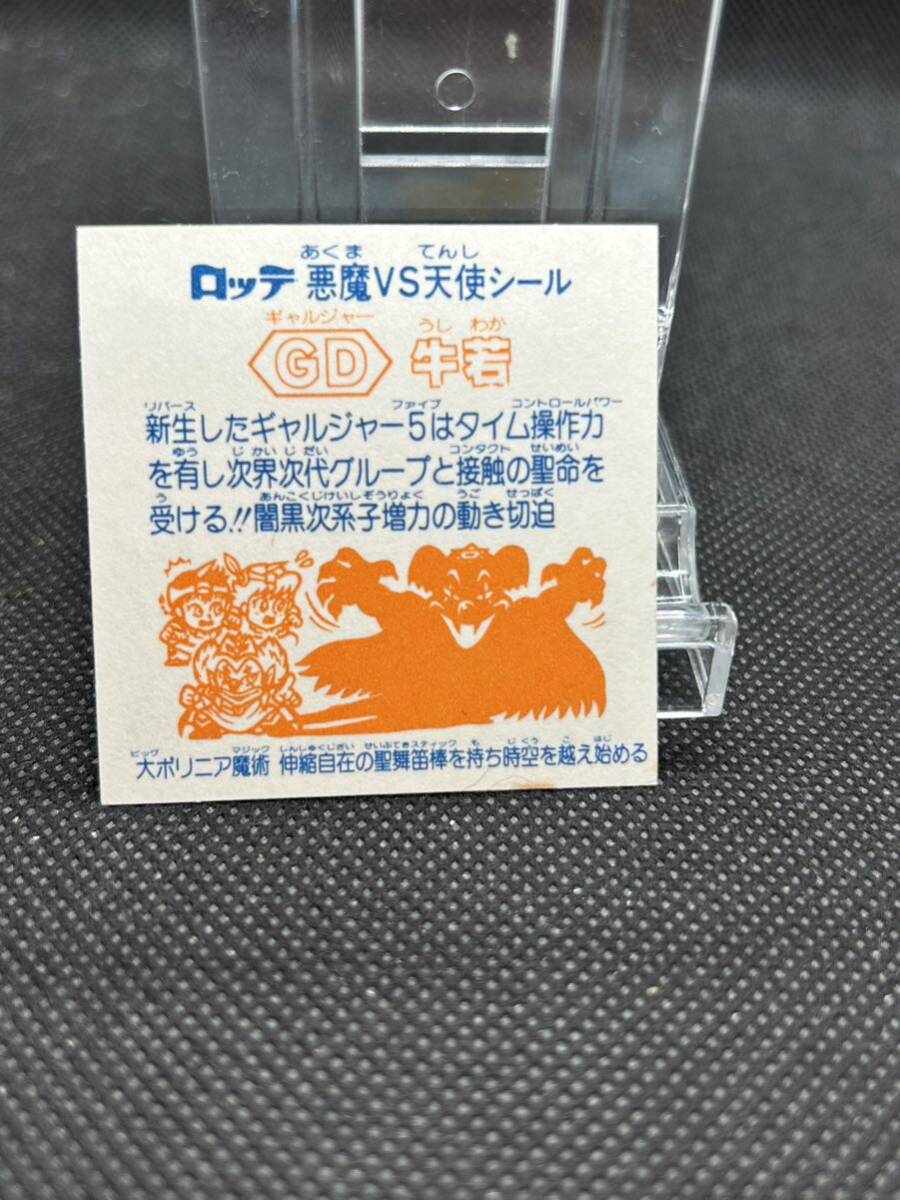 あくま てんし
ロッテ 悪魔VS天使シール
ギャルジャー うし わか
GD 牛若
リバース ファイブ コントロールパワー
新生したギャルジャー5はタイム操作力
ゆう じかいじだい コンタクト せいめい
を有し次界次代グループと接触の聖命を
う あんこくじけいしぞうりょく うご せっぱく
受ける!!闇黒次系子増力の動き切迫
ビッグ マジック しんしゅくじざい せいぶてきスティック も じくう こ はじ
大ポリニア魔術 伸縮自在の聖舞笛棒を持ち時空を越え始める